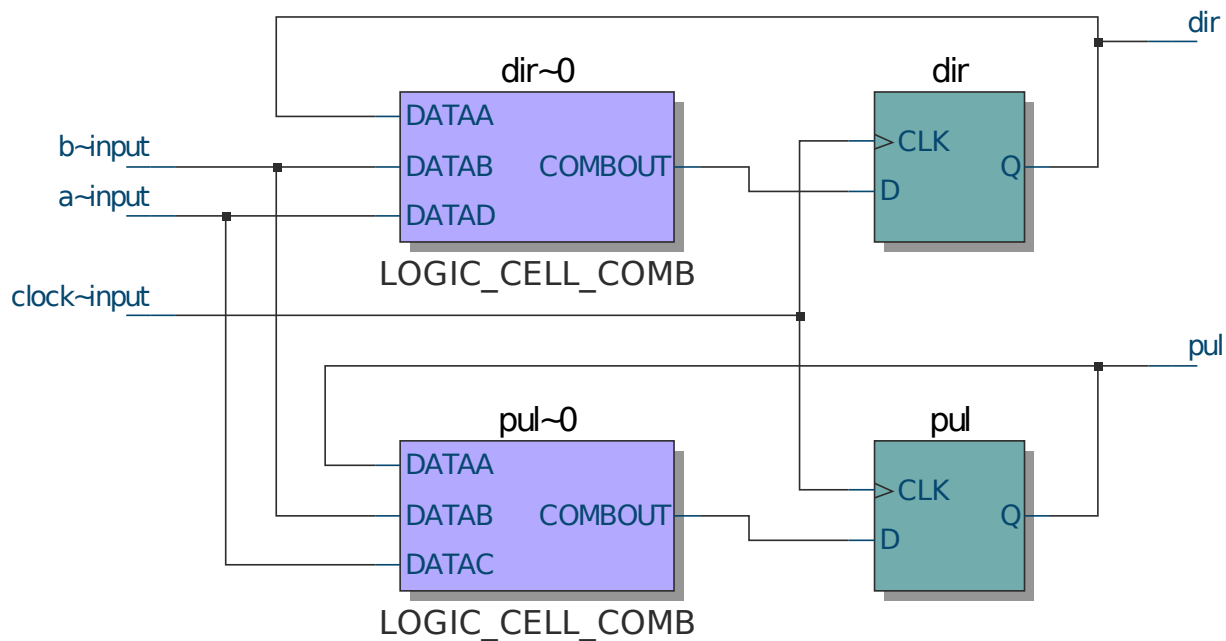 dir
dir~0
dir
DATAA
b~input
DATAB
COMBOUT
CLK
Q
D
a~input
DATAD
LOGIC_CELL_COMB
clock~input
pul
pul~0
pul
DATAA
DATAB
COMBOUT
CLK
Q
D
DATAC
LOGIC_CELL_COMB